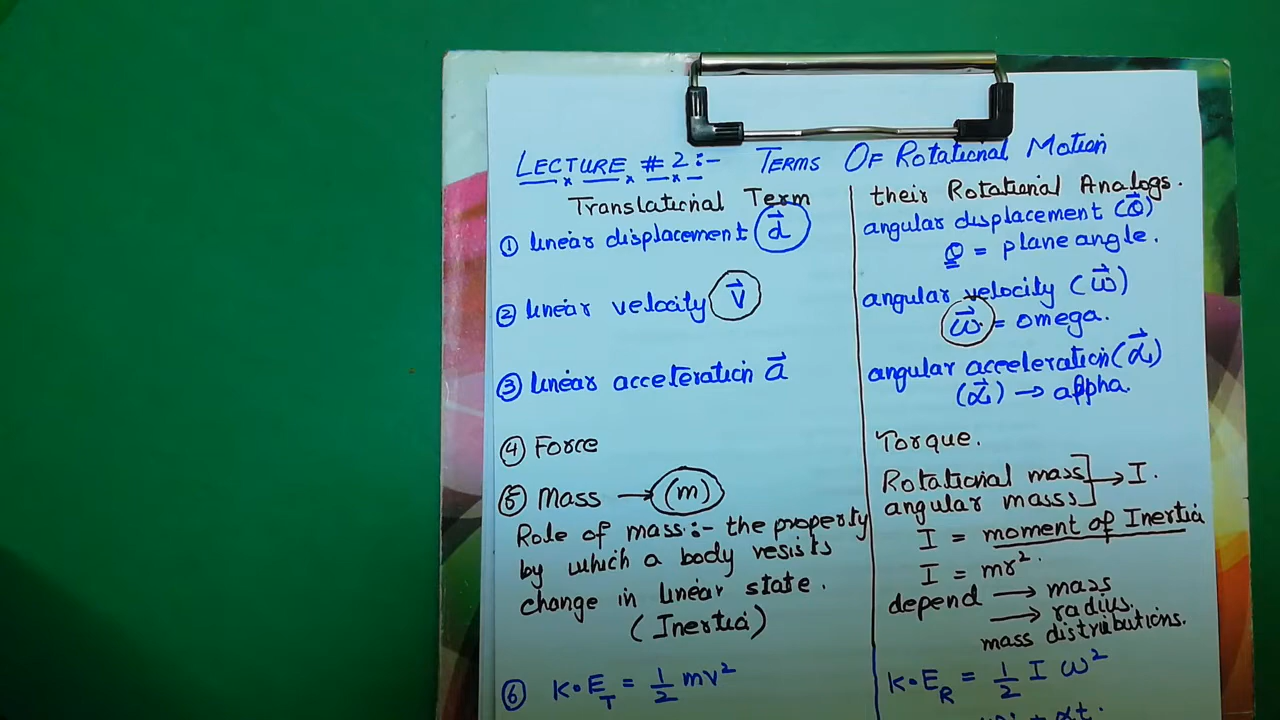 LECTURE # 2 :- TERMS OF Rotational Motion
Translational Term
their Rotational Analogs.
① linear displacement d⃗
angular displacement (θ⃗)
θ = plane angle.
② linear velocity v⃗
angular velocity (ω⃗)
ω⃗ = omega.
③ linear acceleration a⃗
angular acceleration (α⃗)
(α⃗) → alpha.
④ Force
Torque.
⑤ Mass → (m)
Rotational mass
angular masss → I.
Role of mass:- the property
by which a body resists
change in linear state.
(Inertia)
I = moment of Inertia
I = mr².
depend → mass
→ radius.
mass distributions.
⑥ K.E_T = 1/2 mv²
K.E_R = 1/2 I ω²